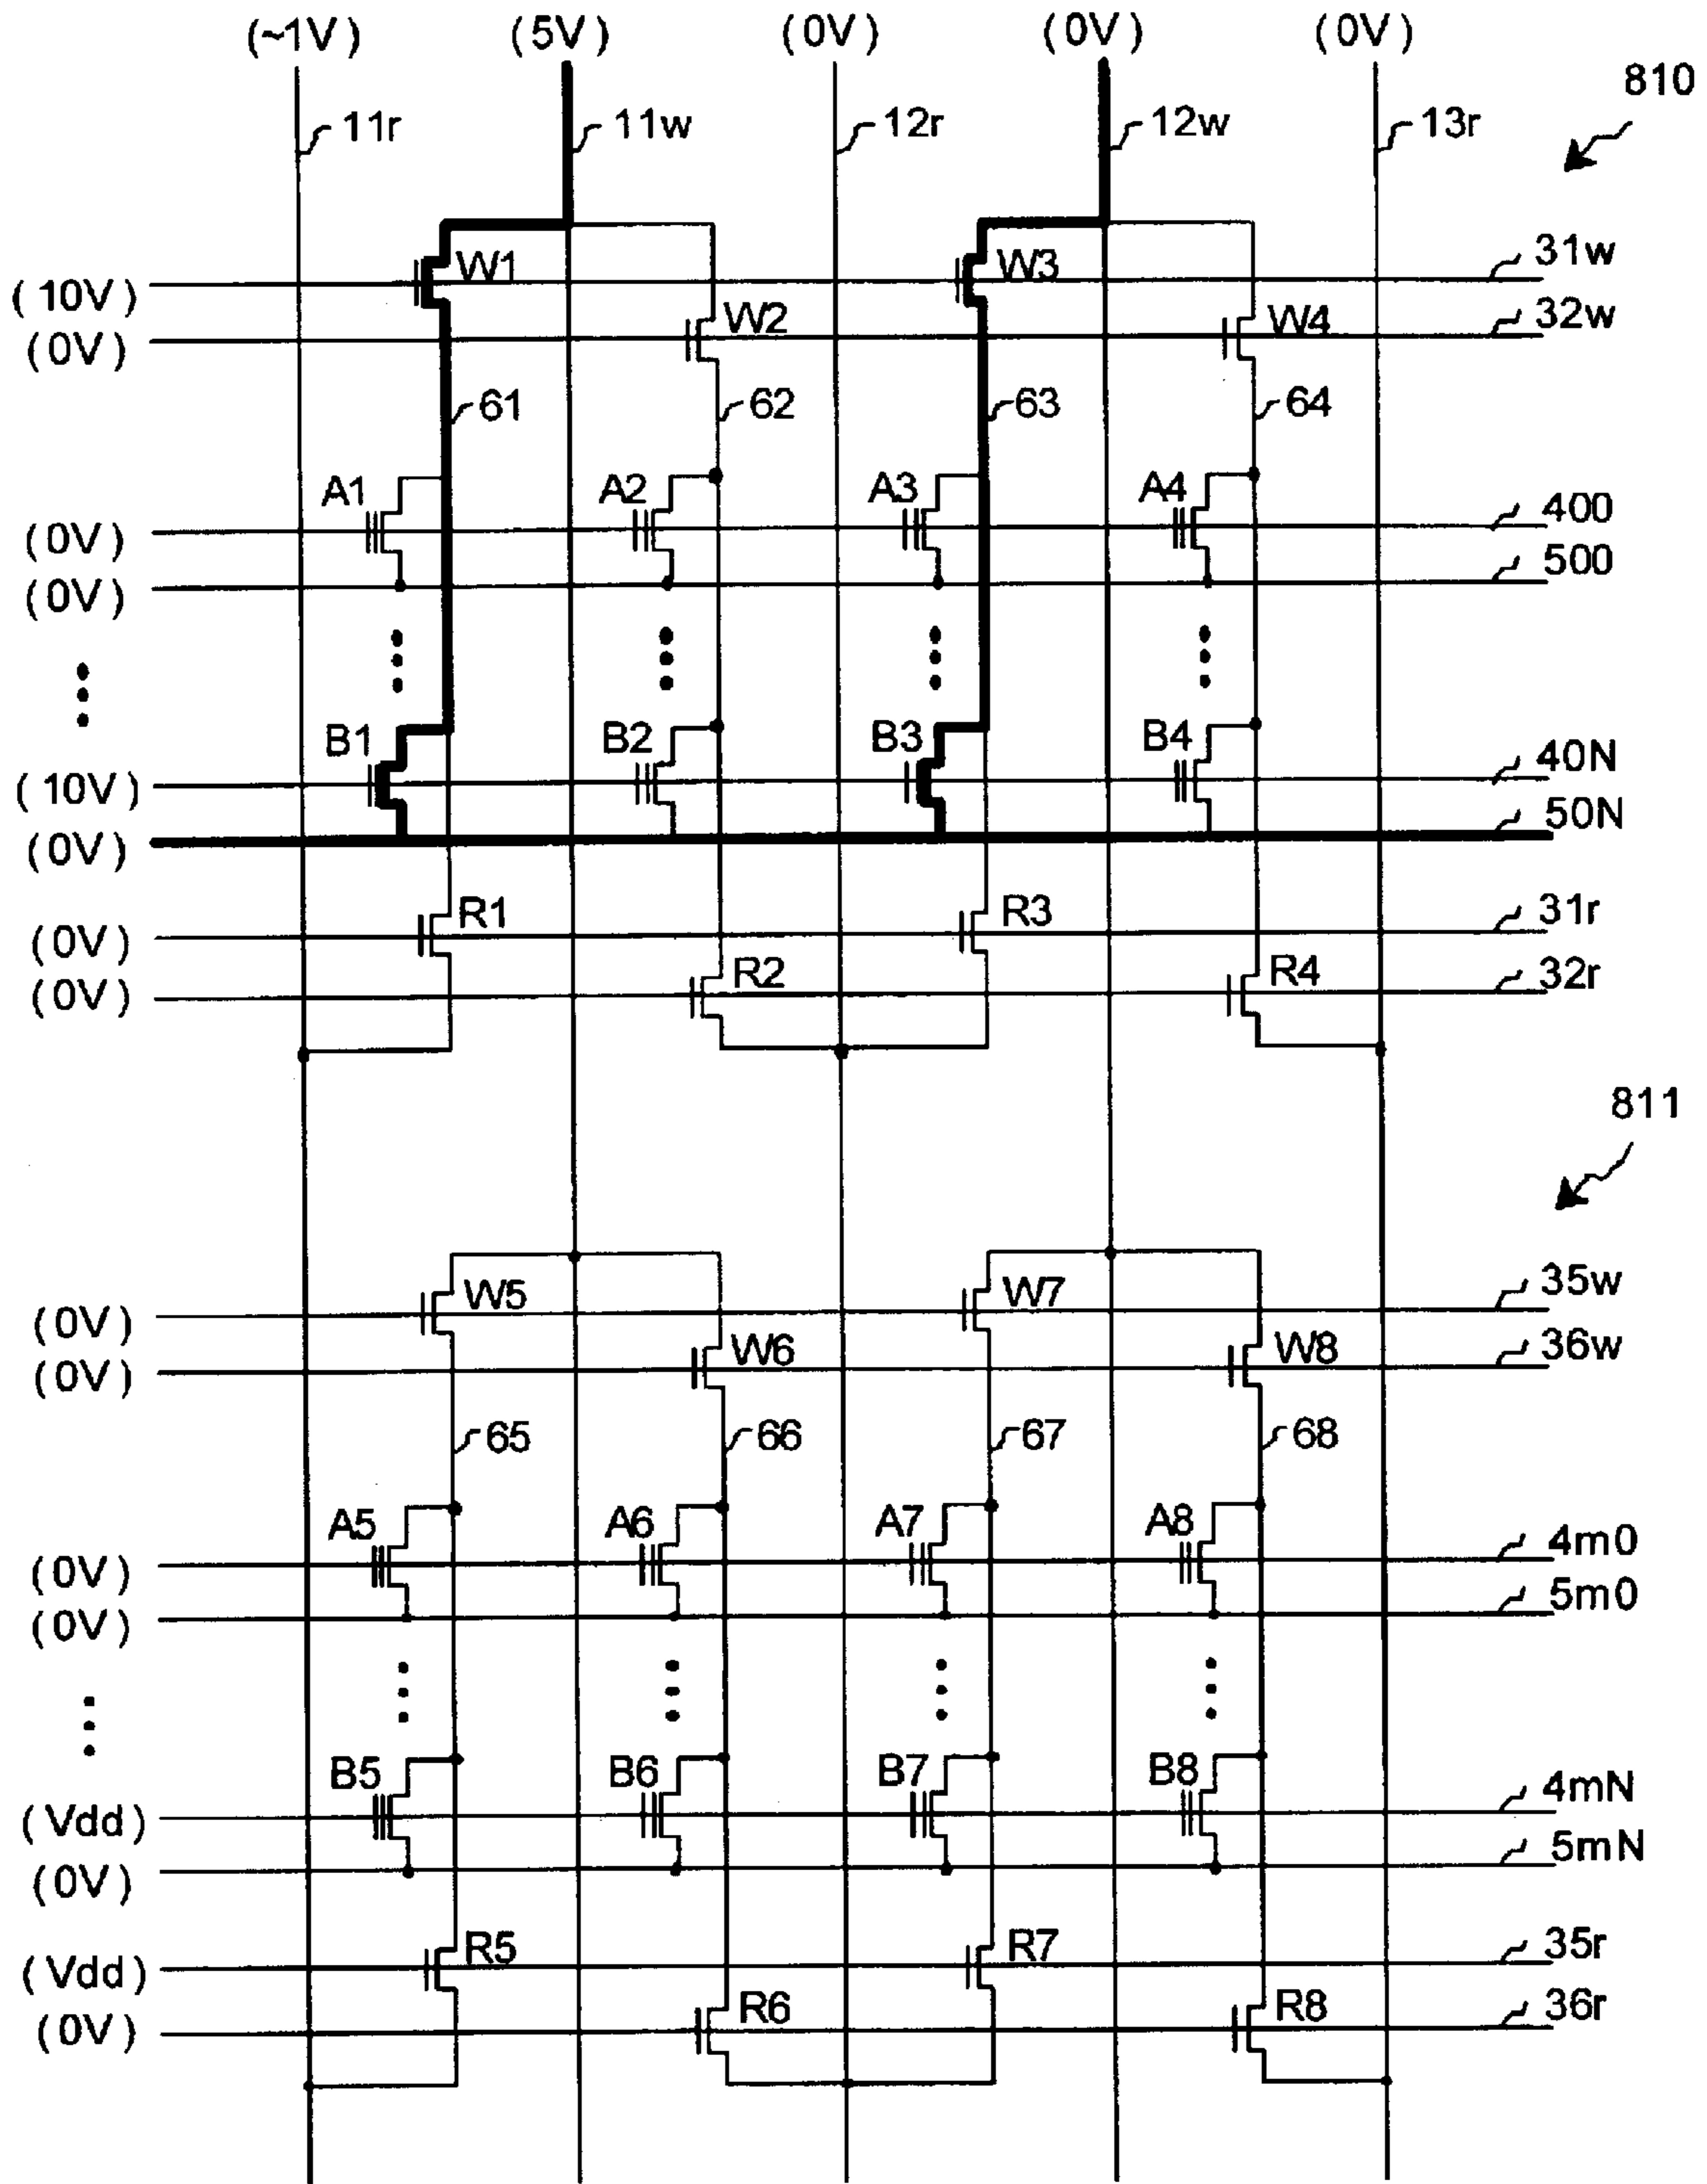 (~1V) (5V) (0V) (0V) (0V)
810
11r 11w 12r 12w 13r
(10V) W1 W3 31w
(0V) W2 W4 32w
61 62 63 64
A1 A2 A3 A4
(0V) 400
(0V) 500
B1 B2 B3 B4
(10V) 40N
(0V) 50N
(0V) R1 R3 31r
(0V) R2 R4 32r
811
(0V) W5 W7 35w
(0V) W6 W8 36w
65 66 67 68
A5 A6 A7 A8
(0V) 4m0
(0V) 5m0
B5 B6 B7 B8
(Vdd) 4mN
(0V) 5mN
(Vdd) R5 R7 35r
(0V) R6 R8 36r